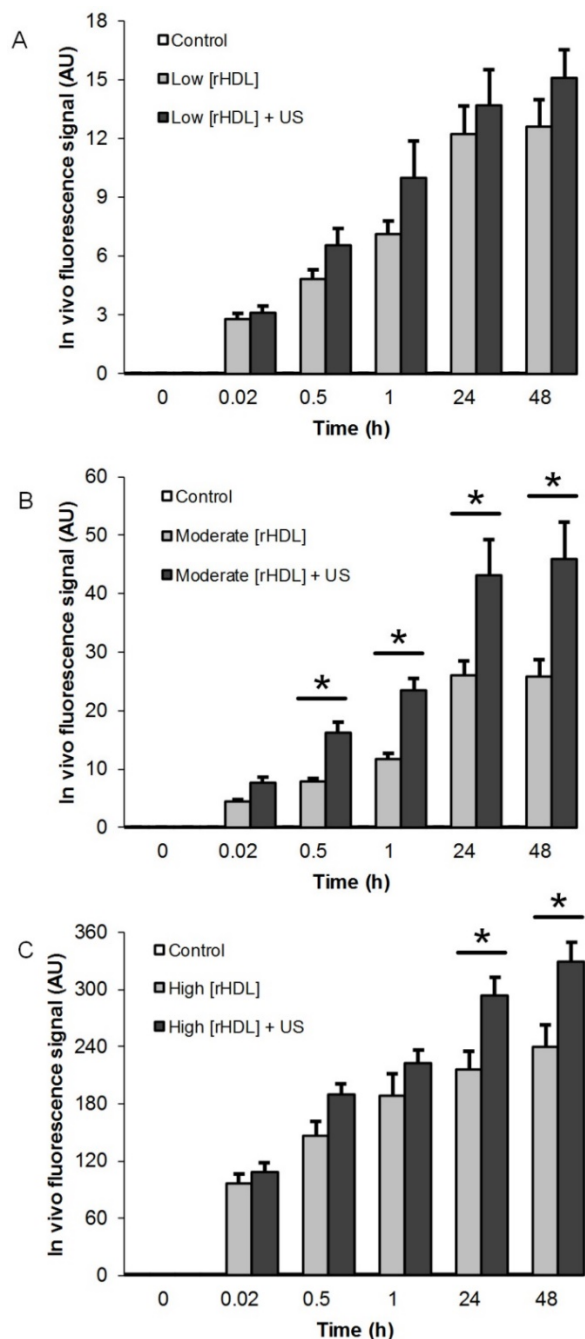 A
In vivo fluorescence signal (AU)
18
15
12
9
6
3
0
Control
Low [rHDL]
Low [rHDL] + US
0 0.02 0.5 1 24 48
Time (h)
B
In vivo fluorescence signal (AU)
60
50
40
30
20
10
0
Control
Moderate [rHDL]
Moderate [rHDL] + US
* * * *
0 0.02 0.5 1 24 48
Time (h)
C
In vivo fluorescence signal (AU)
360
300
240
180
120
60
0
Control
High [rHDL]
High [rHDL] + US
* *
0 0.02 0.5 1 24 48
Time (h)